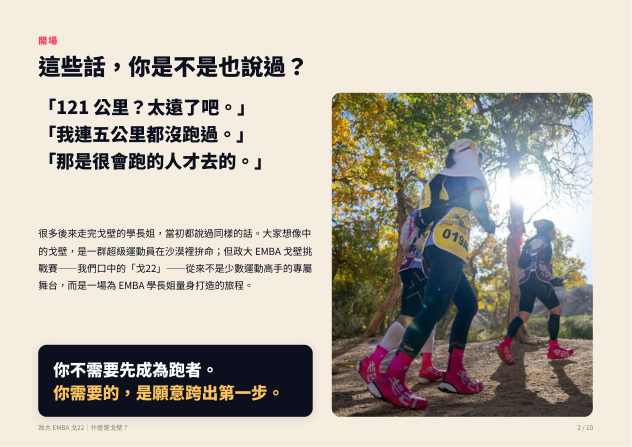 開場
這些話，你是不是也說過？
「121 公里？太遠了吧。」
「我連五公里都沒跑過。」
「那是很會跑的人才去的。」
很多後來走完戈壁的學長姐，當初都說過同樣的話。大家想像中
的戈壁，是一群超級運動員在沙漠裡拚命；但政大 EMBA 戈壁挑
戰賽——我們口中的「戈22」——從來不是少數運動高手的專屬
舞台，而是一場為 EMBA 學長姐量身打造的旅程。
你不需要先成為跑者。
你需要的，是願意跨出第一步。
政大 EMBA 戈22｜什麼是戈壁？
2 / 10